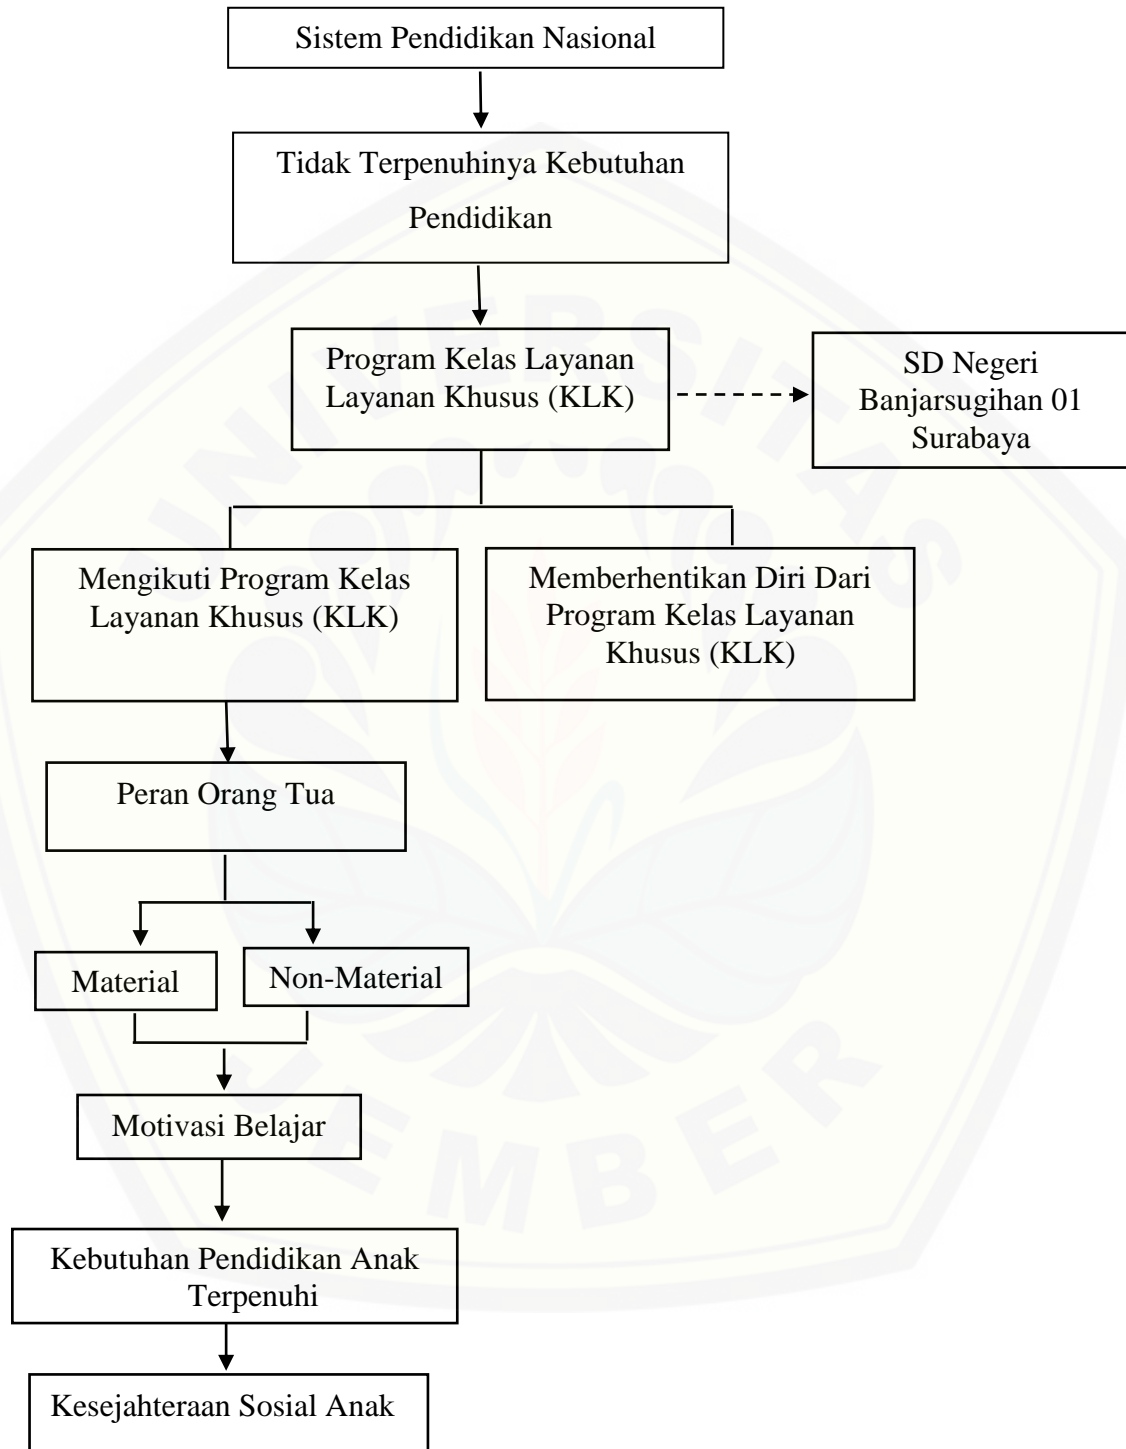 Sistem Pendidikan Nasional
Tidak Terpenuhinya Kebutuhan
Pendidikan
Program Kelas Layanan
Layanan Khusus (KLK)
SD Negeri
Banjarsugihan 01
Surabaya
Mengikuti Program Kelas
Layanan Khusus (KLK)
Memberhentikan Diri Dari
Program Kelas Layanan
Khusus (KLK)
Peran Orang Tua
Material
Non-Material
Motivasi Belajar
Kebutuhan Pendidikan Anak
Terpenuhi
Kesejahteraan Sosial Anak
UNIVERSITAS
JEMBER